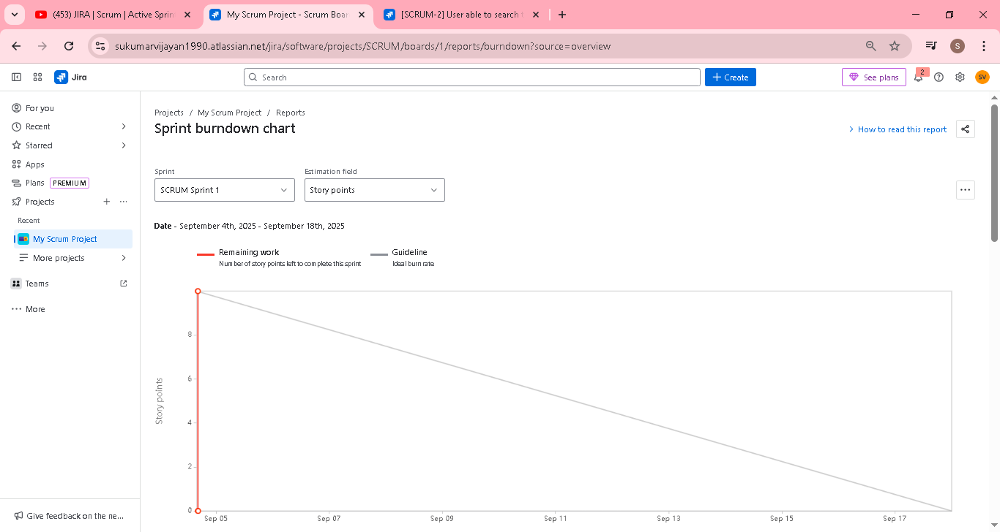 (453) JIRA | Scrum | Active Sprin
My Scrum Project - Scrum Boar
[SCRUM-2] User able to search t
sukumarvijayan1990.atlassian.net/jira/software/projects/SCRUM/boards/1/reports/burndown?source=overview
S
Jira
Search
Create
See plans
2
SV
For you
Recent
Starred
Apps
Plans PREMIUM
Projects
Recent
My Scrum Project
More projects
Teams
More
Give feedback on the ne...
Projects / My Scrum Project / Reports
Sprint burndown chart
How to read this report
Sprint
SCRUM Sprint 1
Estimation field
Story points
Date - September 4th, 2025 - September 18th, 2025
Remaining work
Number of story points left to complete this sprint
Guideline
Ideal burn rate
Story points
8
6
4
2
0
Sep 05 Sep 07 Sep 09 Sep 11 Sep 13 Sep 15 Sep 17